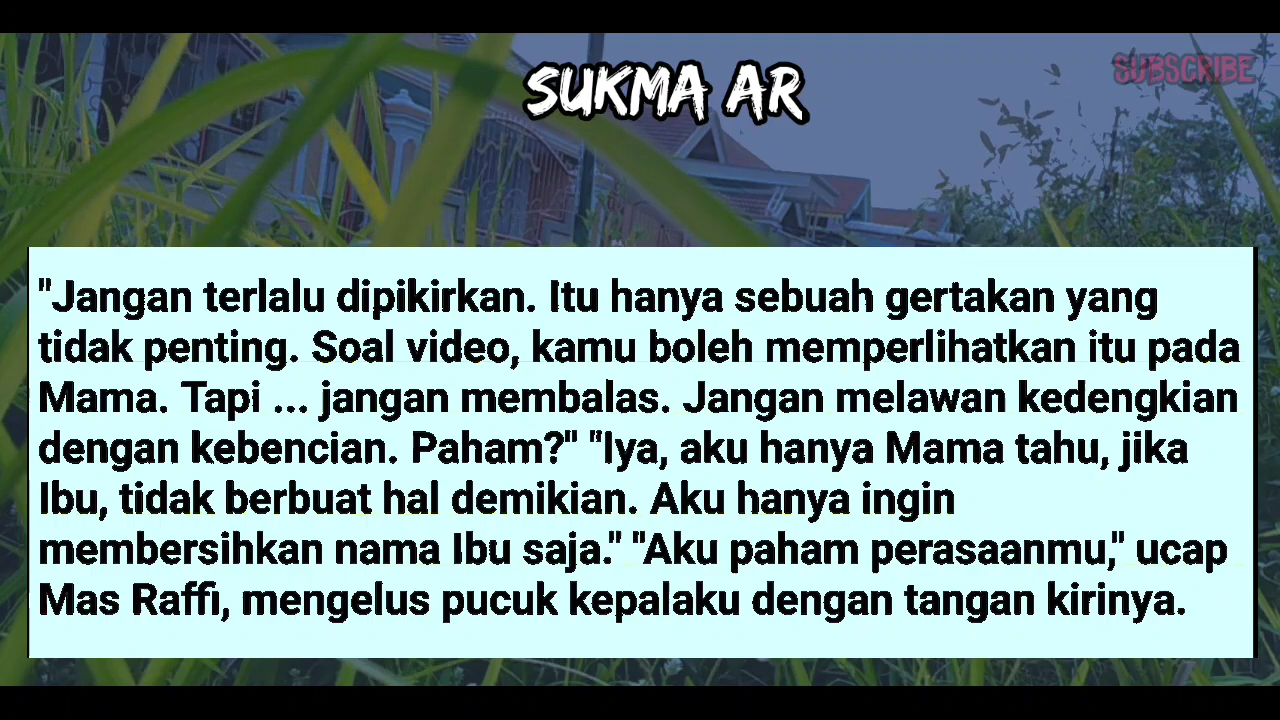 SUKMA AR
SUBSCRIBE
"Jangan terlalu dipikirkan. Itu hanya sebuah gertakan yang
tidak penting. Soal video, kamu boleh memperlihatkan itu pada
Mama. Tapi ... jangan membalas. Jangan melawan kedengkian
dengan kebencian. Paham?" "Iya, aku hanya Mama tahu, jika
Ibu, tidak berbuat hal demikian. Aku hanya ingin
membersihkan nama Ibu saja." "Aku paham perasaanmu," ucap
Mas Raffi, mengelus pucuk kepalaku dengan tangan kirinya.